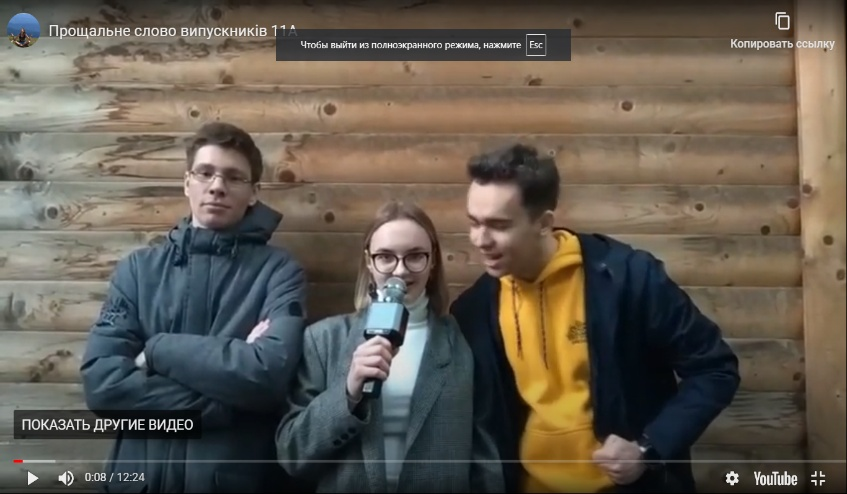 Прощальне слово випускників 11А
Чтобы выйти из полноэкранного режима, нажмите Esc
Копировать ссылку
ПОКАЗАТЬ ДРУГИЕ ВИДЕО
0:08 / 12:24
YouTube